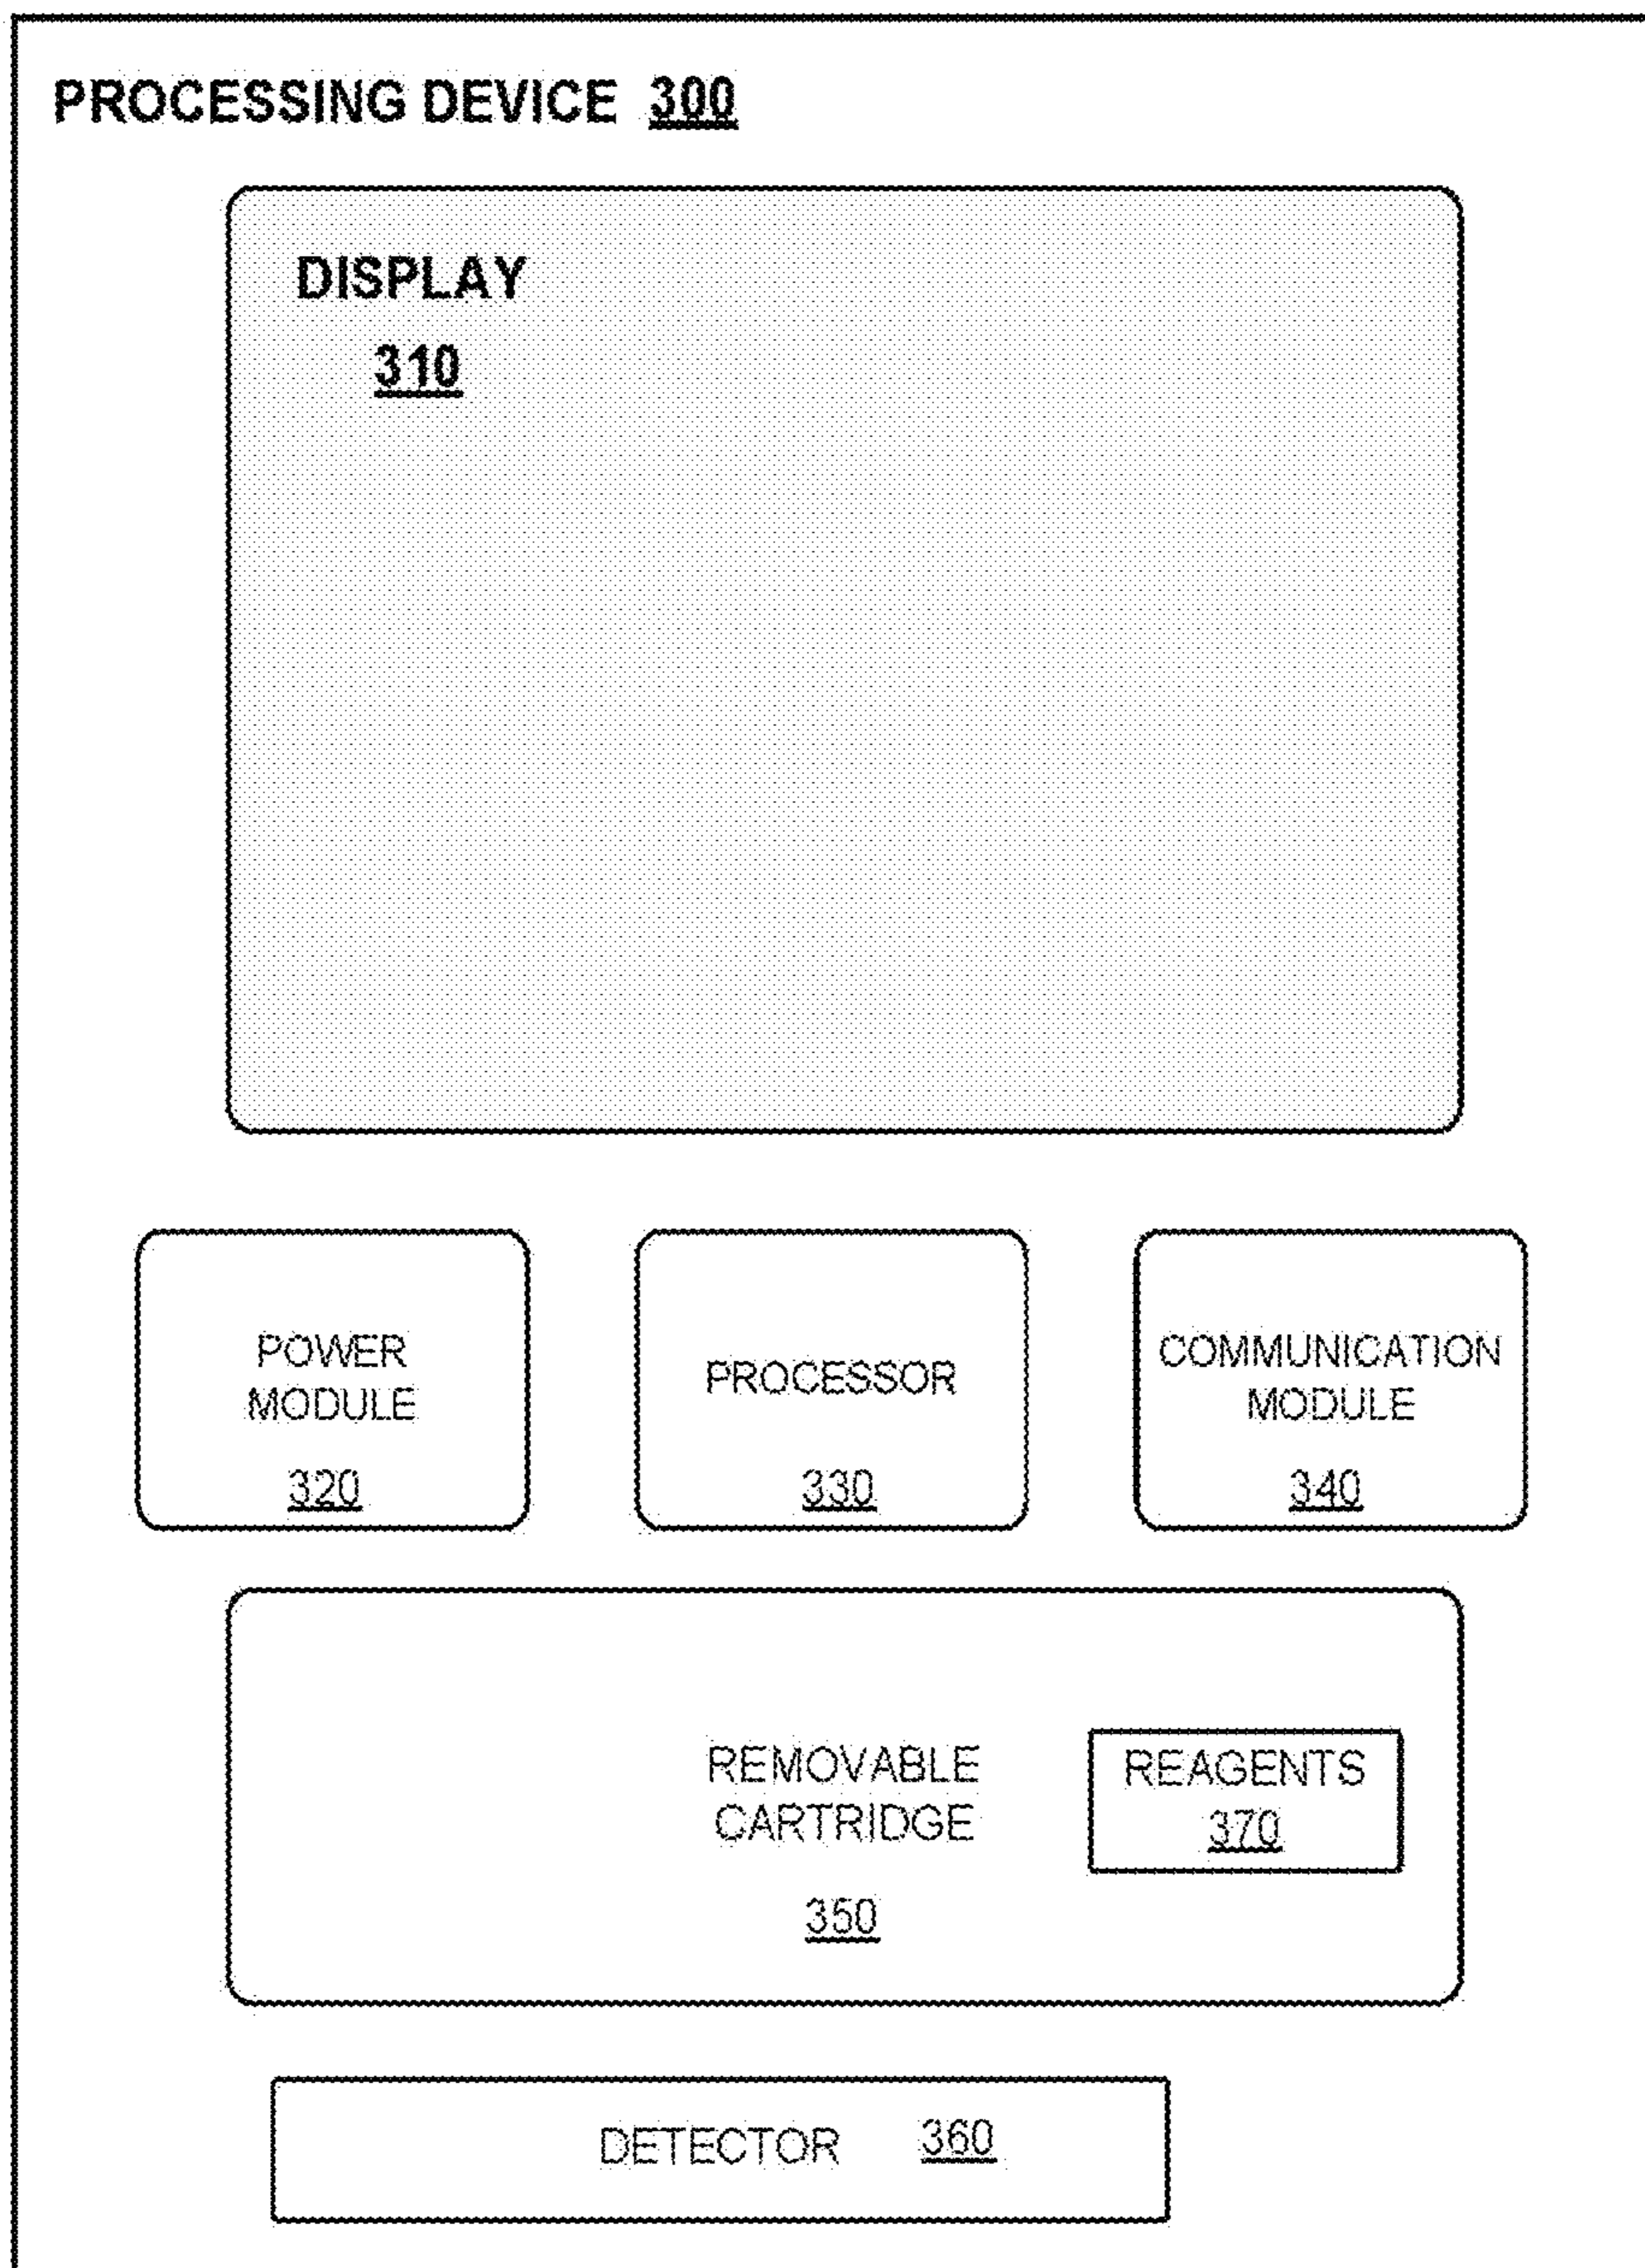 PROCESSING DEVICE 300
DISPLAY
310
POWER
MODULE
320
PROCESSOR
330
COMMUNICATION
MODULE
340
REMOVABLE
CARTRIDGE
350
REAGENTS
370
DETECTOR 360